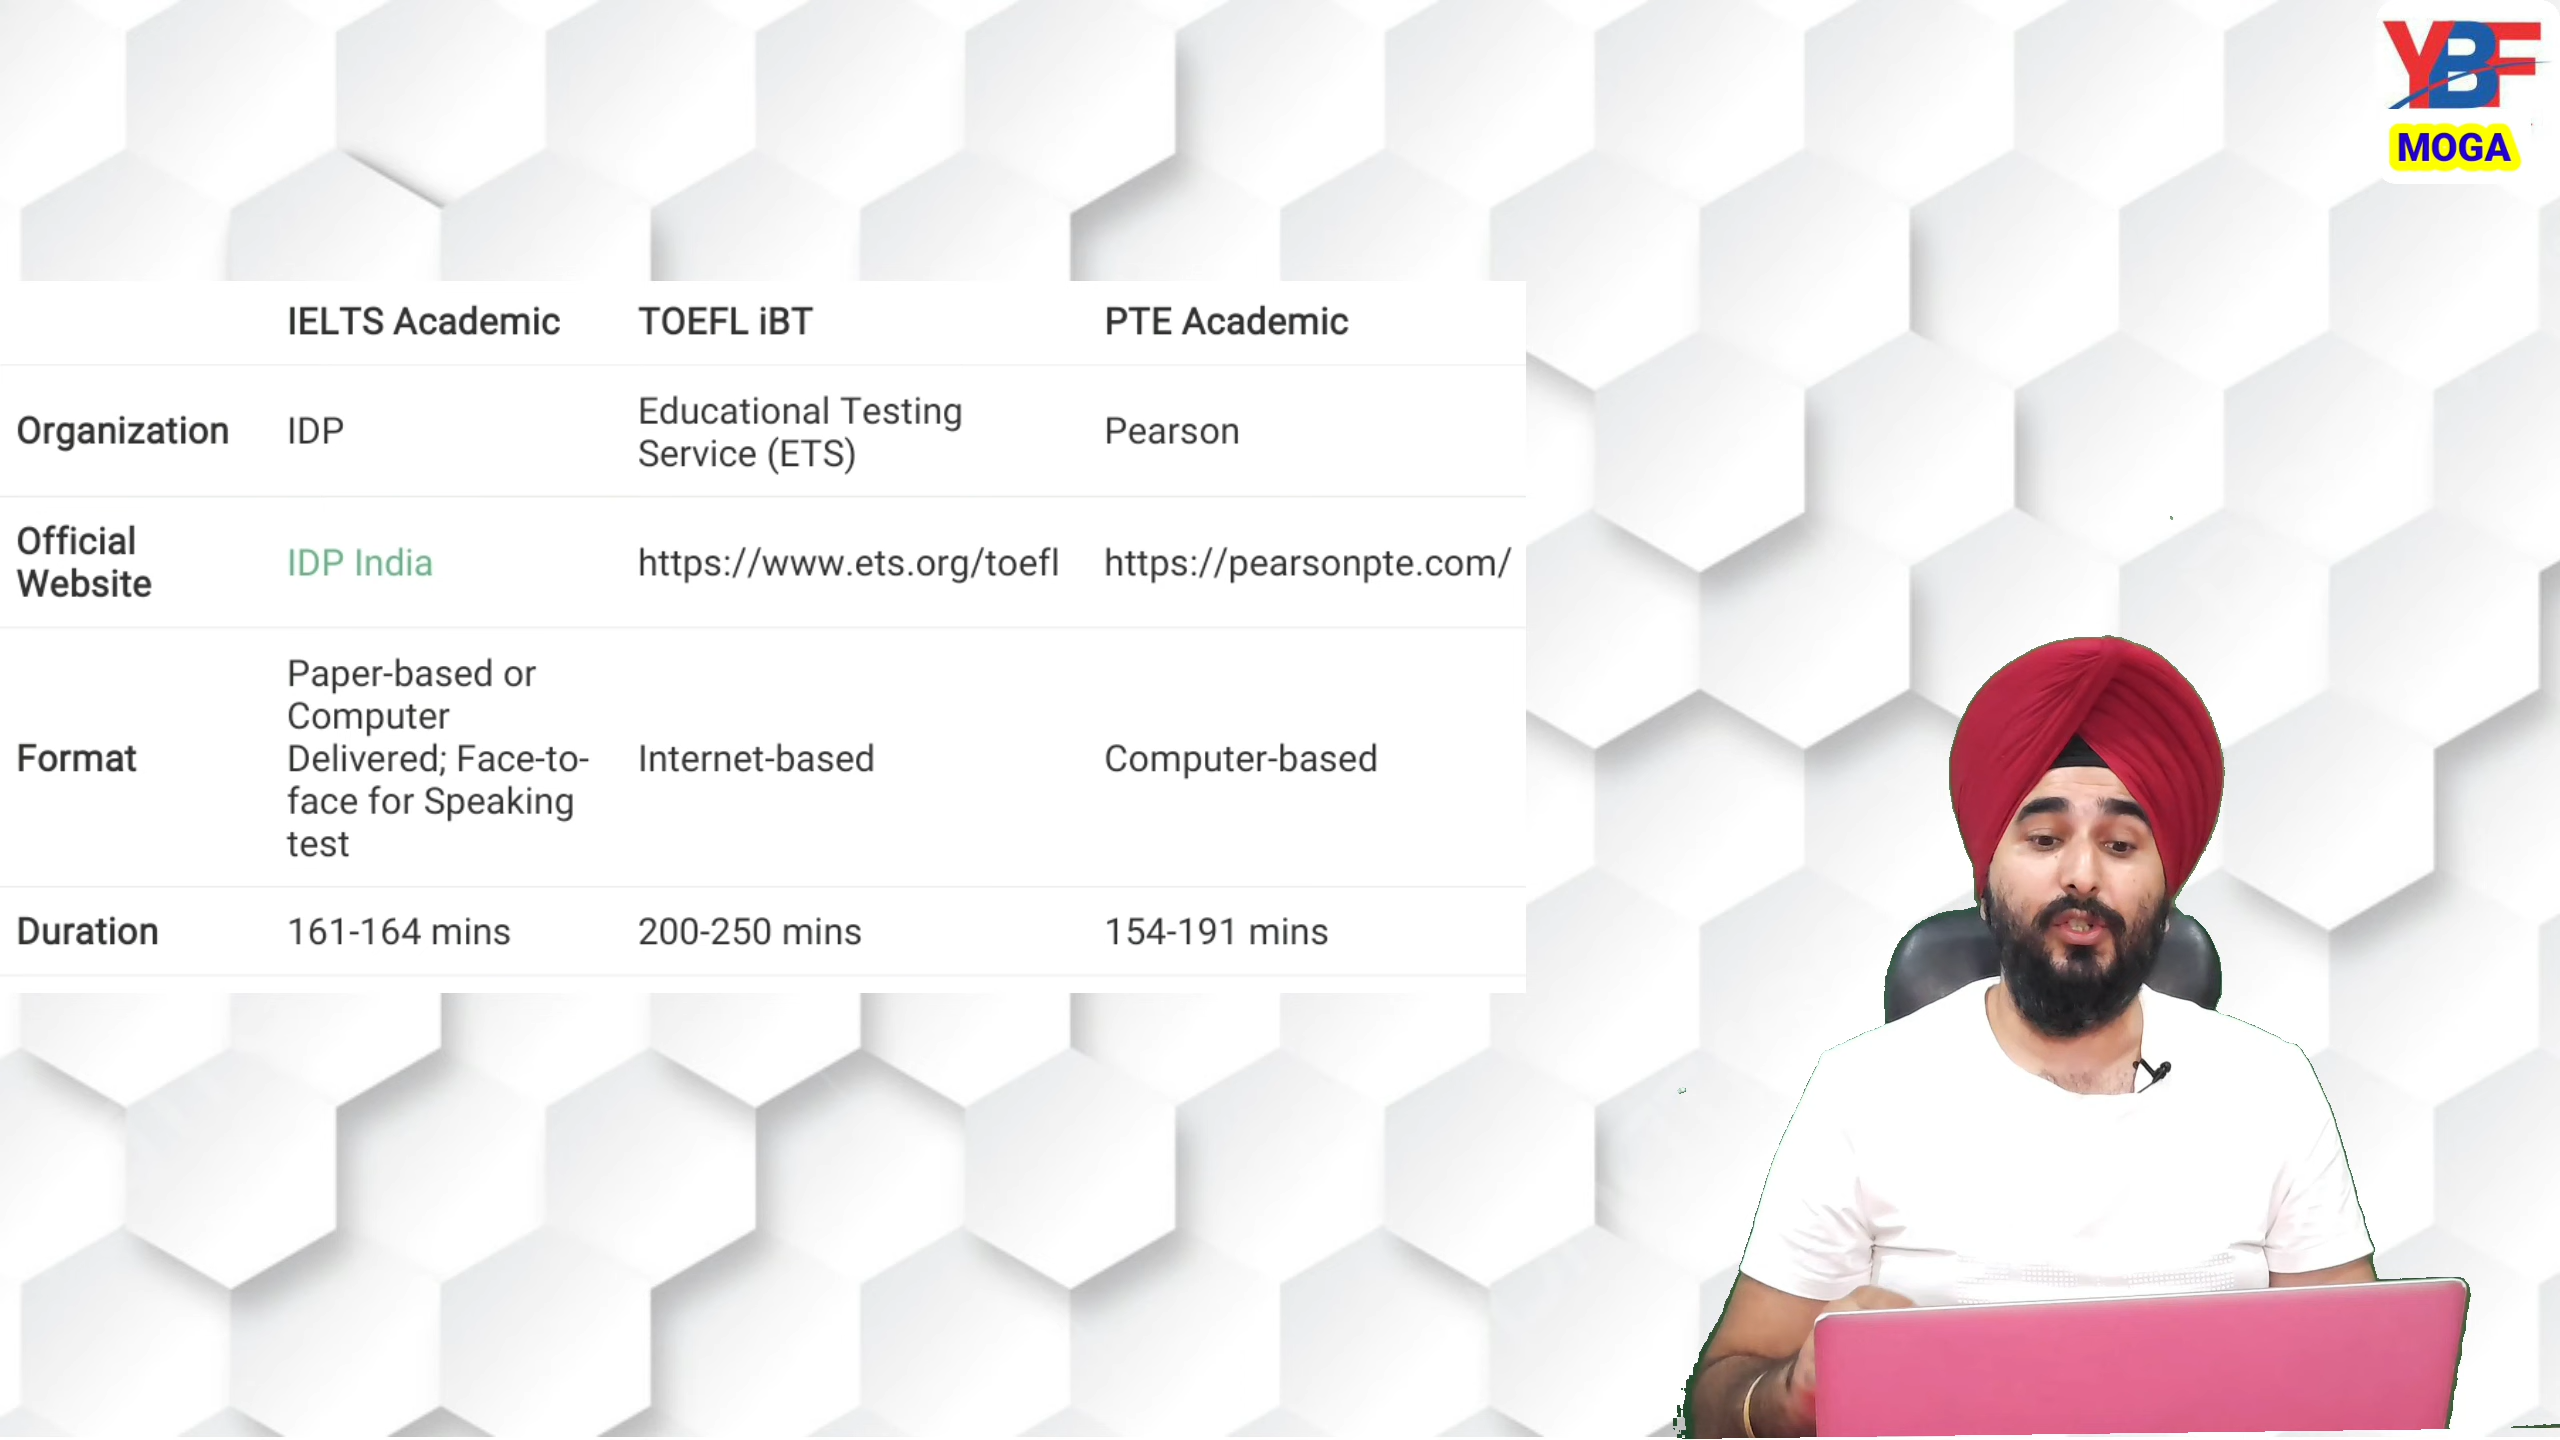 YBF
MOGA
IELTS Academic TOEFL iBT PTE Academic
Organization IDP Educational Testing Service (ETS) Pearson
Official Website IDP India https://www.ets.org/toefl https://pearsonpte.com/
Format Paper-based or Computer Delivered; Face-to-face for Speaking test Internet-based Computer-based
Duration 161-164 mins 200-250 mins 154-191 mins